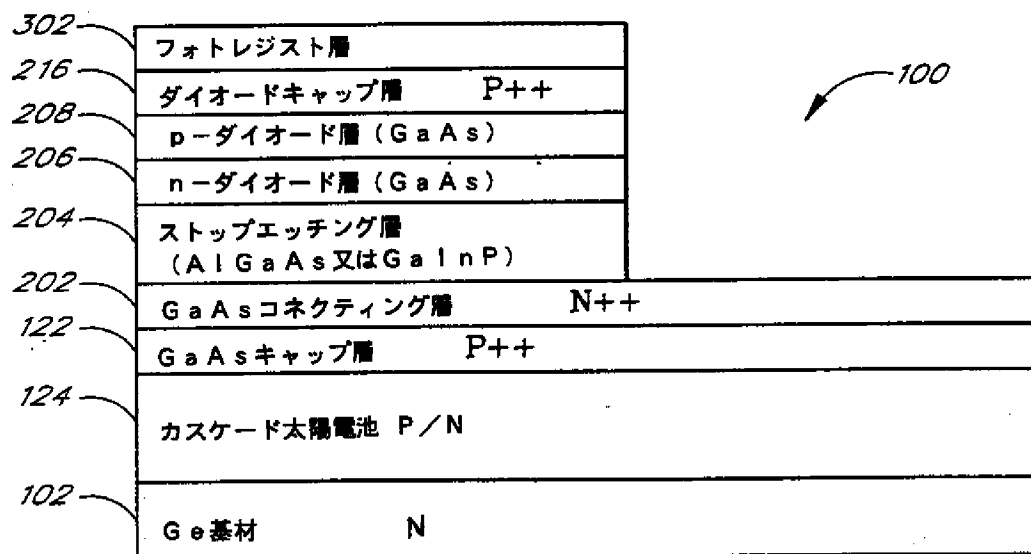 302
フォトレジスト層
216
ダイオードキャップ層 P++
100
208
p－ダイオード層（GaAs）
206
n－ダイオード層（GaAs）
204
ストップエッチング層
（AlGaAs又はGaInP）
202
GaAsコネクティング層 N++
122
GaAsキャップ層 P++
124
カスケード太陽電池 P／N
102
Ge基材 N